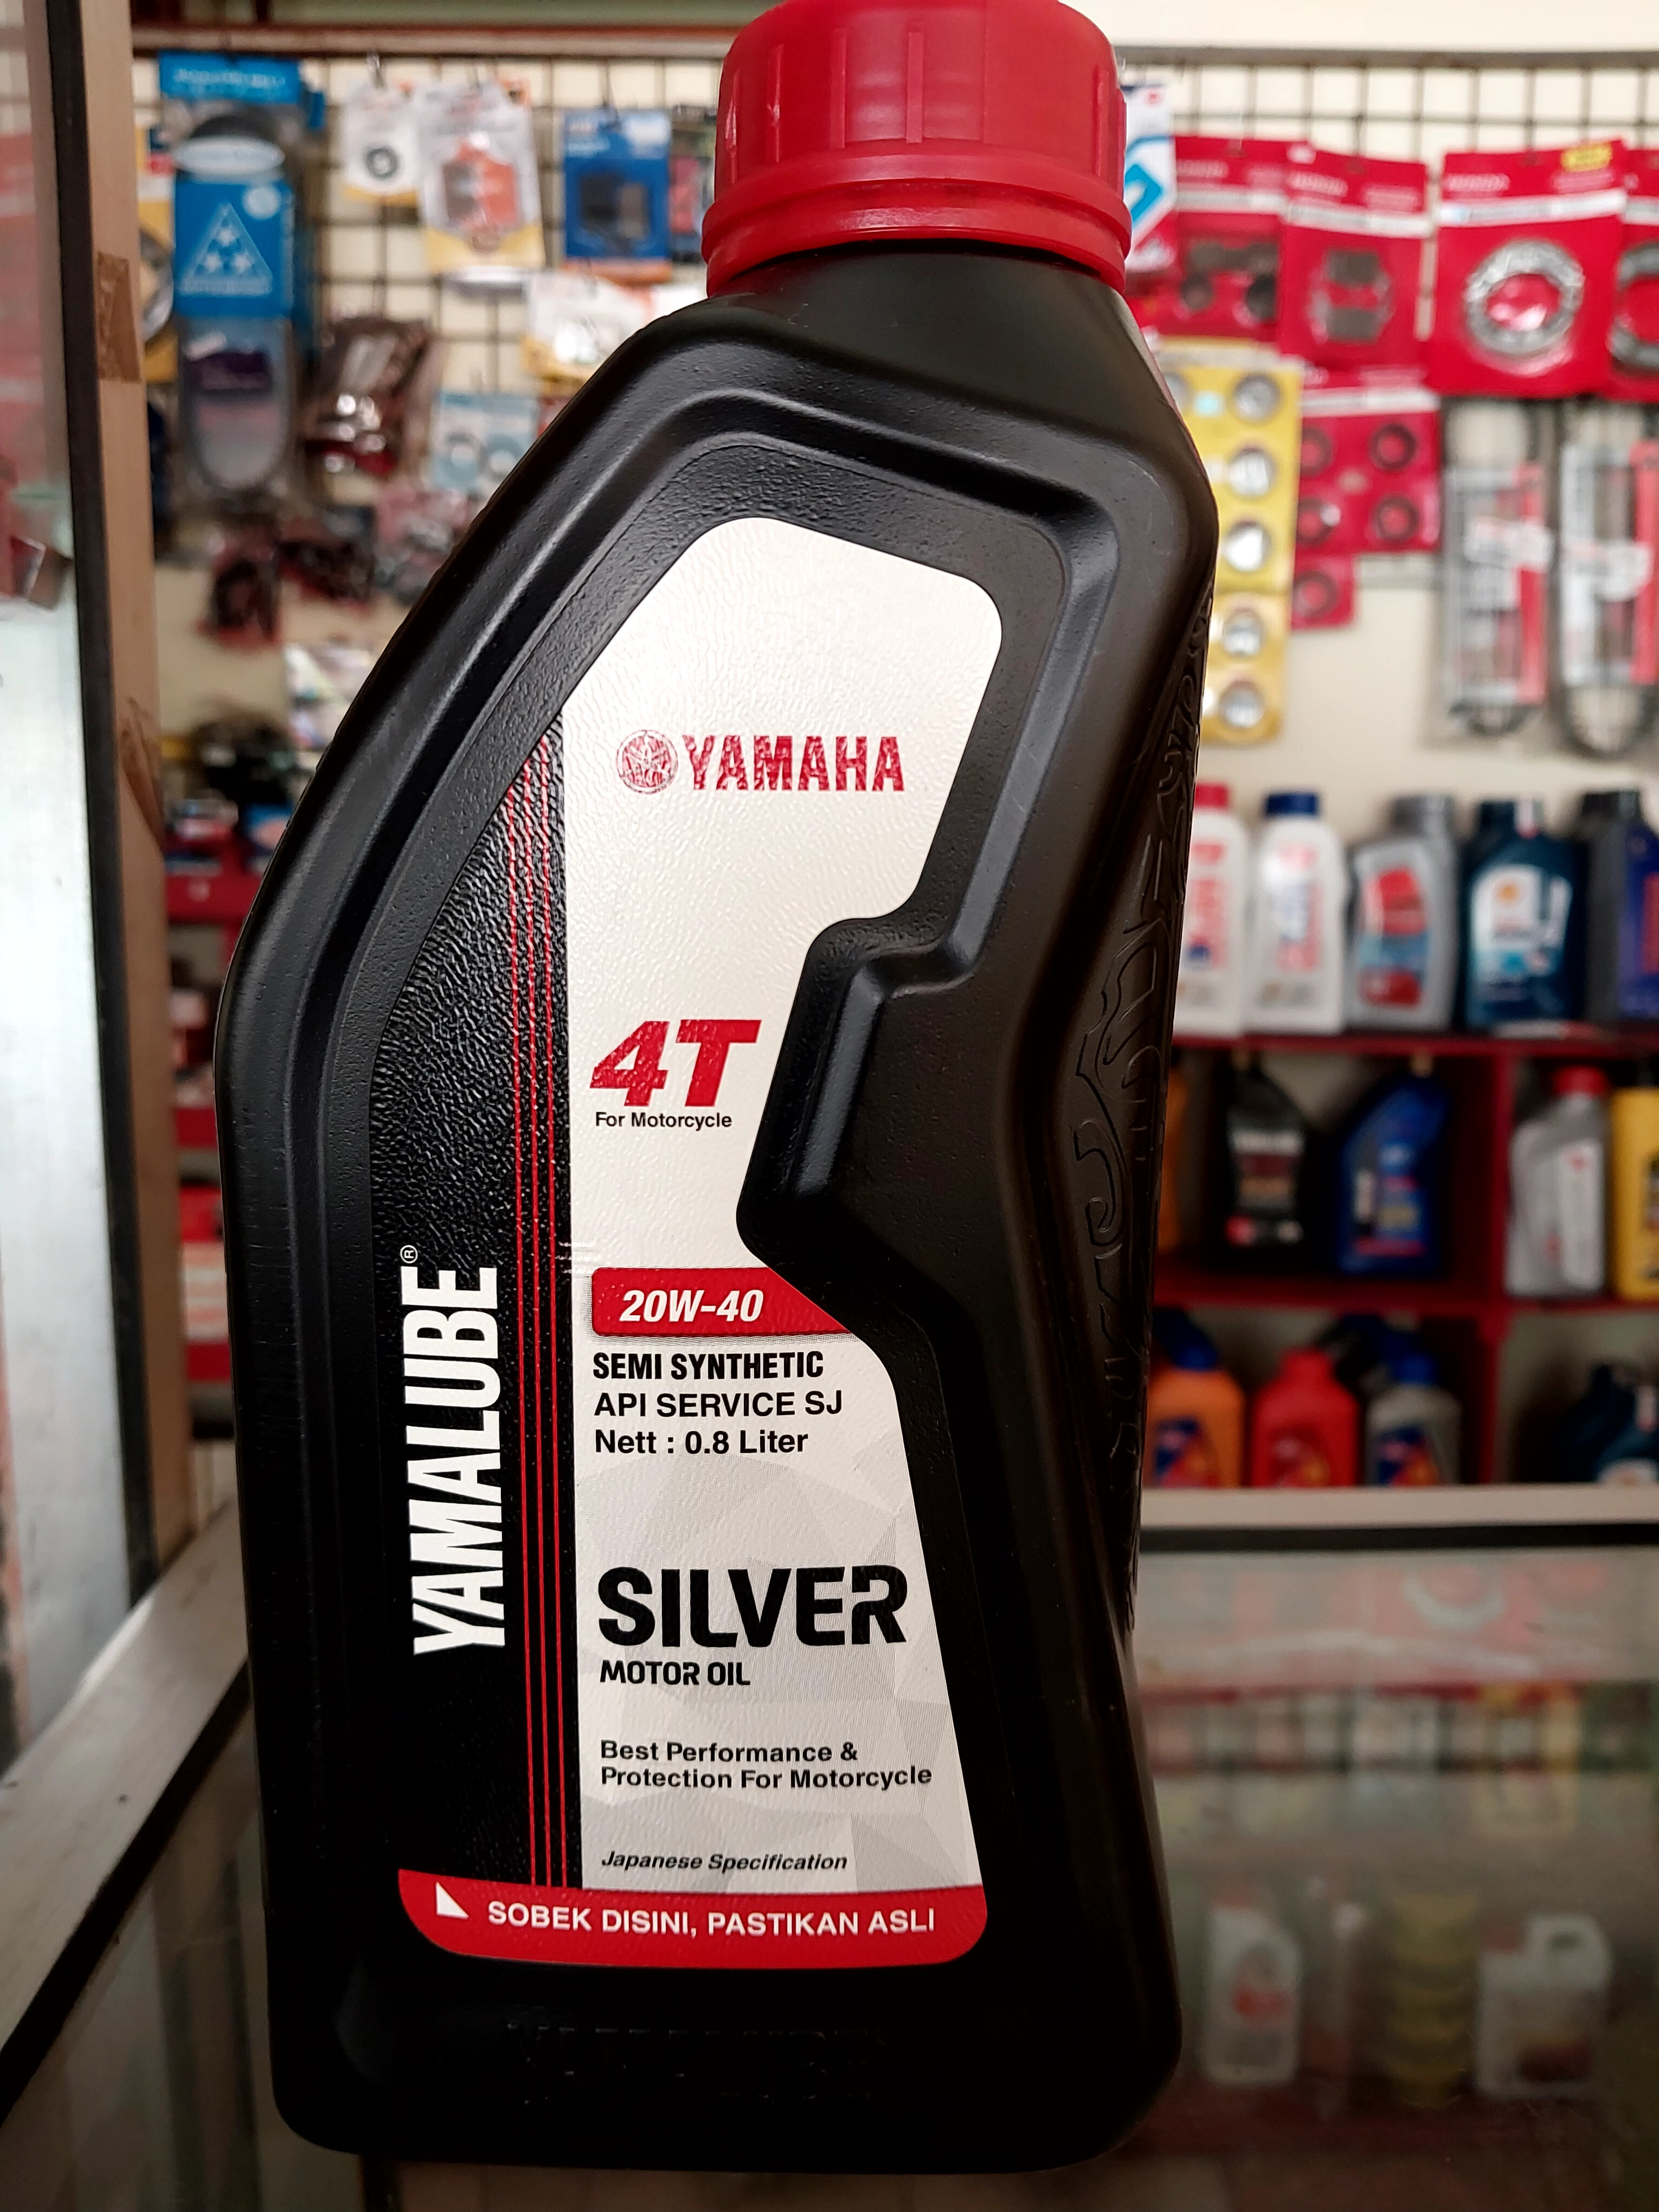 YAMAHA
4T
For Motorcycle
20W-40
SEMI SYNTHETIC
API SERVICE SJ
Nett : 0.8 Liter
YAMALUBE®
SILVER
MOTOR OIL
Best Performance &
Protection For Motorcycle
Japanese Specification
SOBEK DISINI, PASTIKAN ASLI